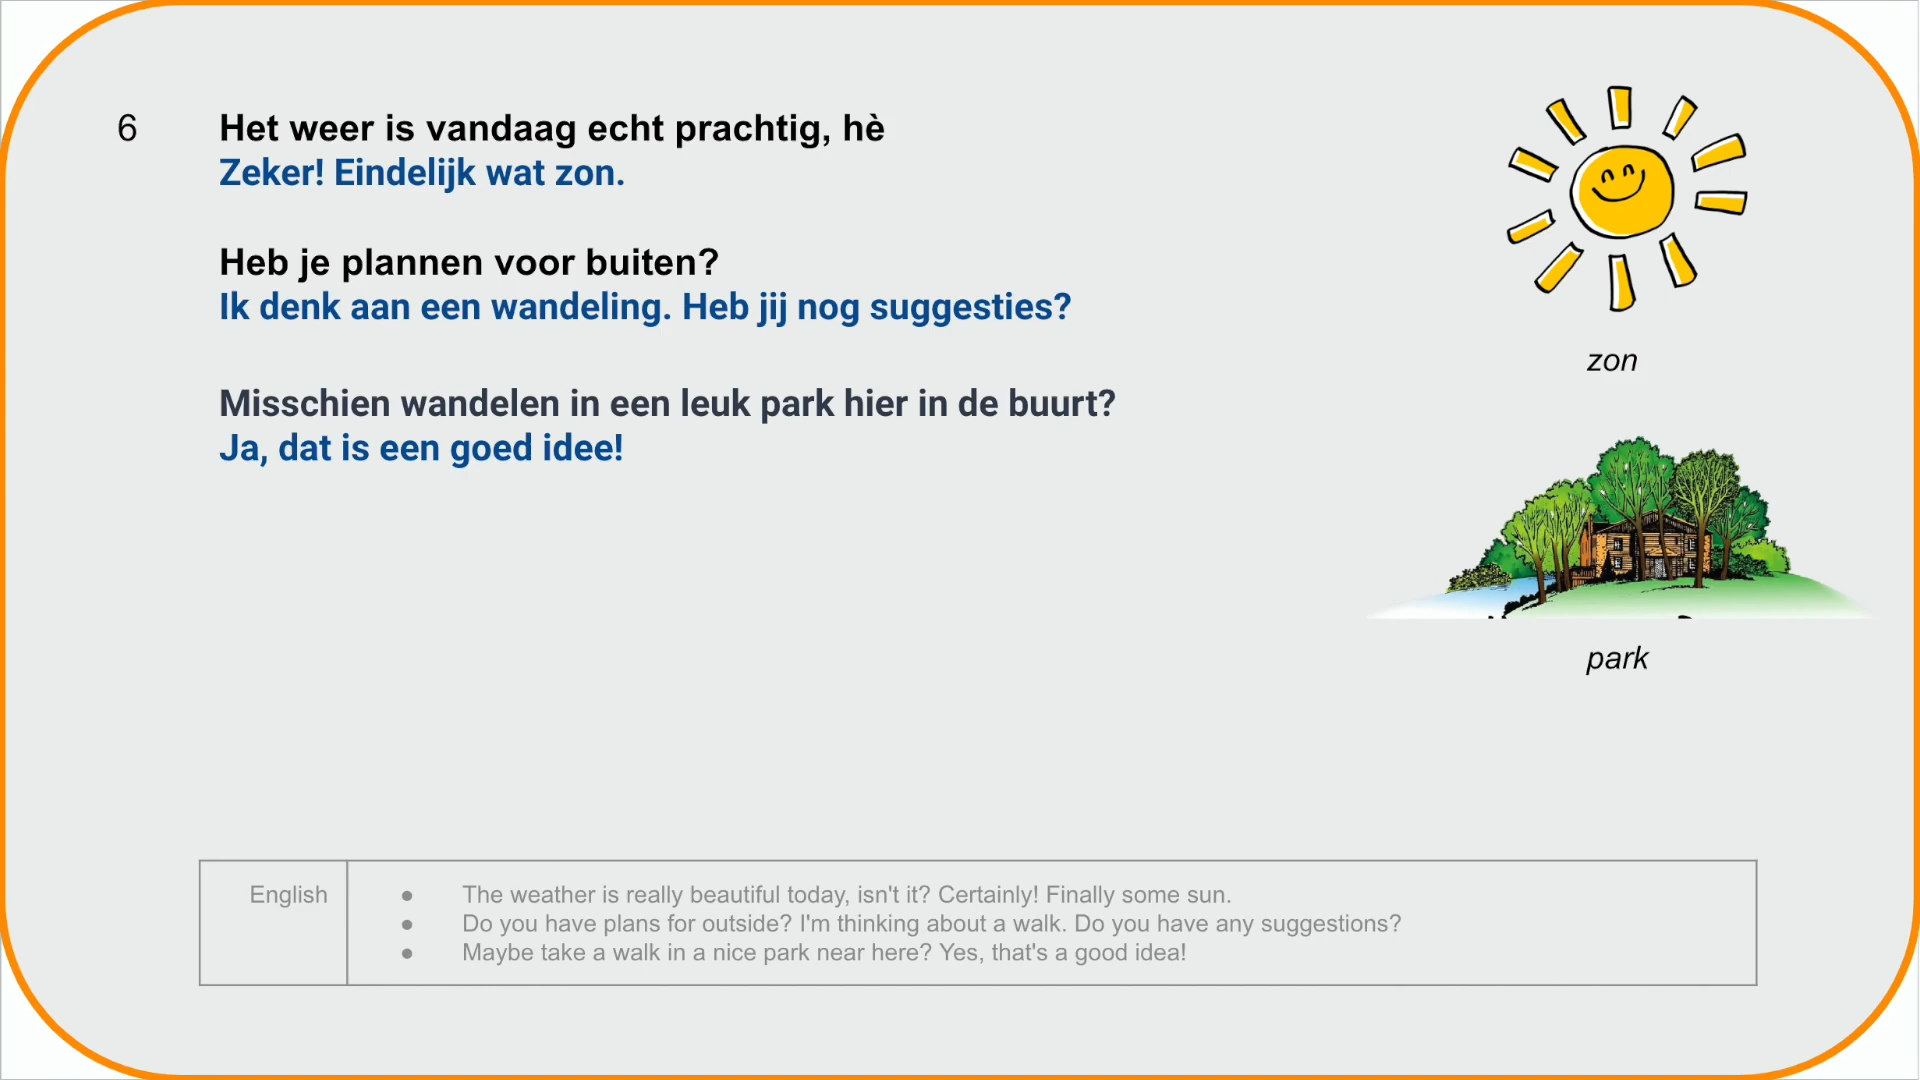 6
Het weer is vandaag echt prachtig, hè
Zeker! Eindelijk wat zon.
Heb je plannen voor buiten?
Ik denk aan een wandeling. Heb jij nog suggesties?
Misschien wandelen in een leuk park hier in de buurt?
Ja, dat is een goed idee!
zon
park
English
● The weather is really beautiful today, isn't it? Certainly! Finally some sun.
● Do you have plans for outside? I'm thinking about a walk. Do you have any suggestions?
● Maybe take a walk in a nice park near here? Yes, that's a good idea!